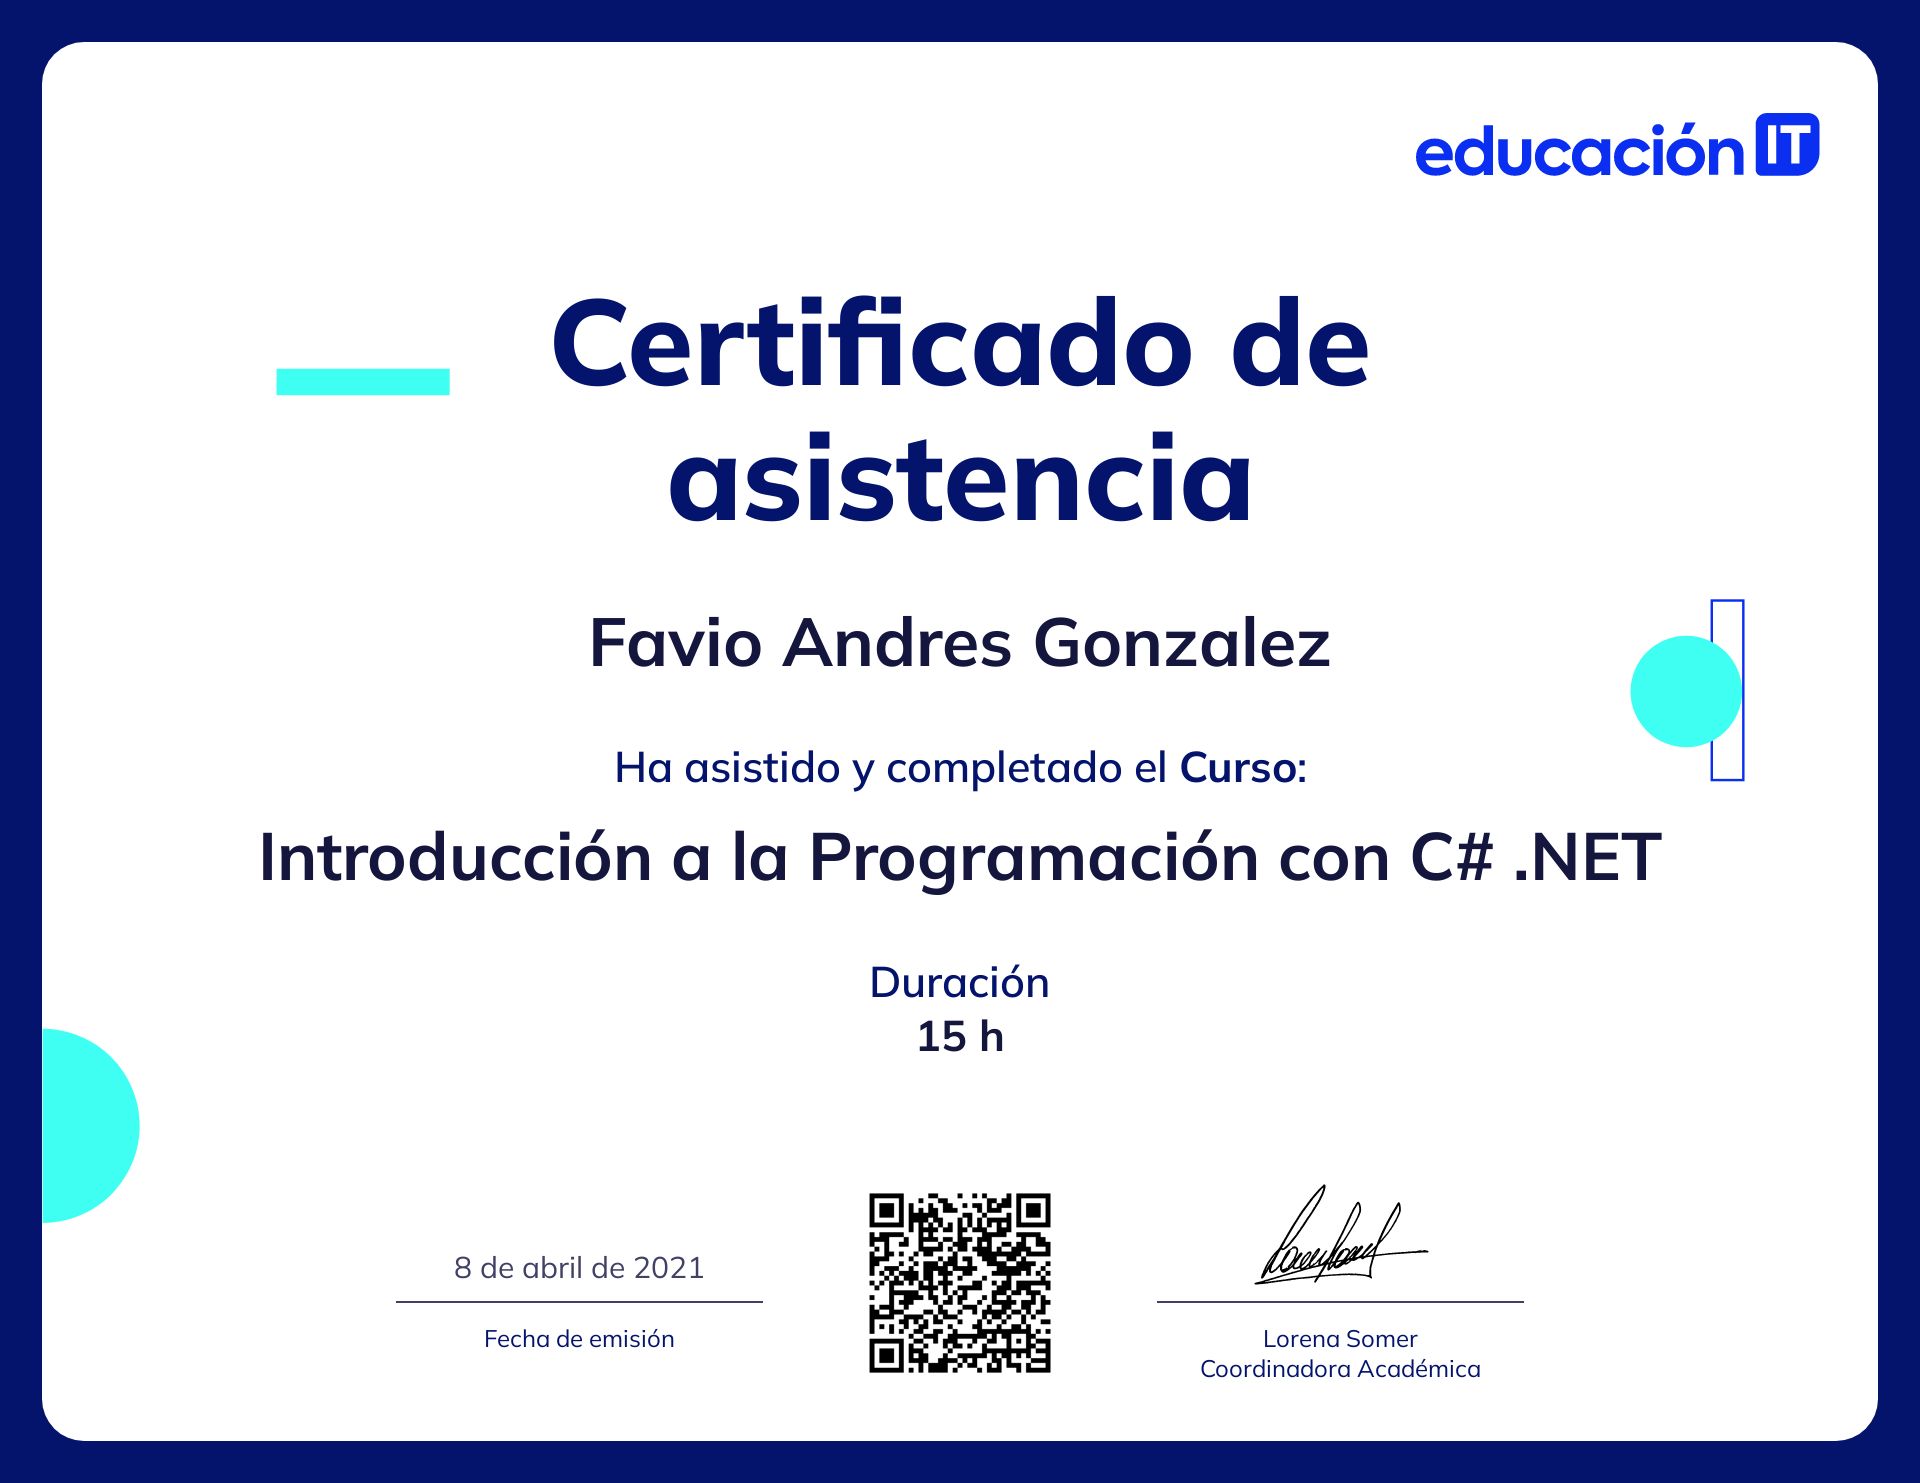 educación IT
Certificado de
asistencia
Favio Andres Gonzalez
Ha asistido y completado el Curso:
Introducción a la Programación con C# .NET
Duración
15 h
8 de abril de 2021
Fecha de emisión
Lorena Somer
Coordinadora Académica